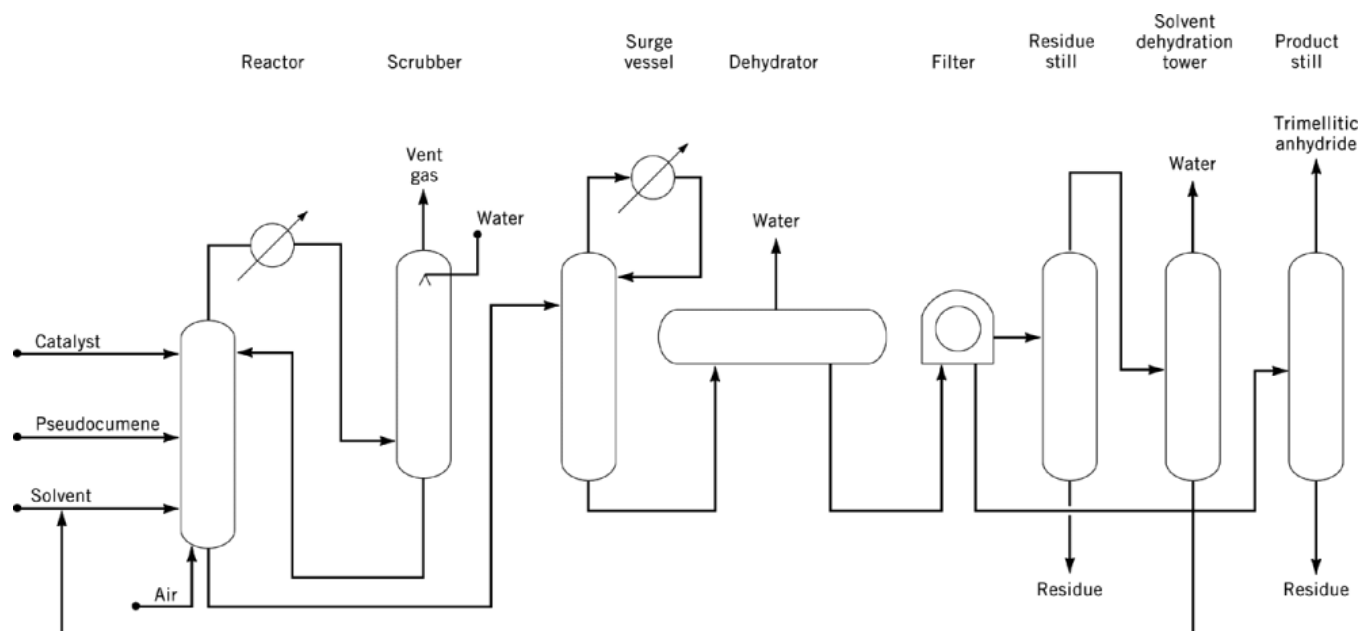 Reactor
Scrubber
Surge
vessel
Dehydrator
Filter
Residue
still
Solvent
dehydration
tower
Product
still
Vent
gas
Water
Water
Water
Trimellitic
anhydride
Catalyst
Pseudocumene
Solvent
Air
Residue
Residue